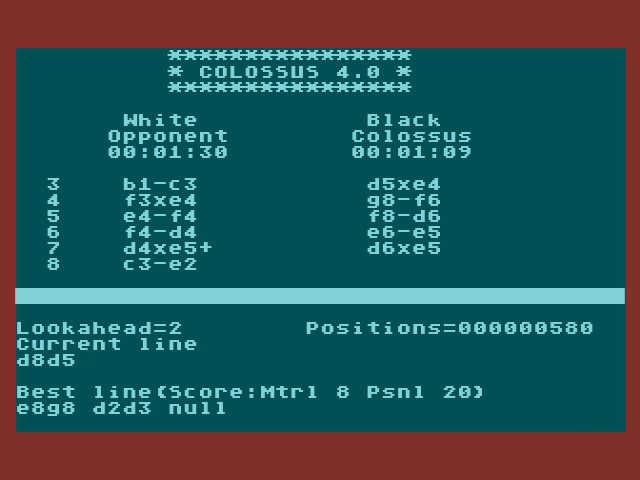 ****************
* COLOSSUS 4.0 *
****************
White Black
Opponent Colossus
00:01:30 00:01:09
3 b1-c3 d5xe4
4 f3xe4 g8-f6
5 e4-f4 f8-d6
6 f4-d4 e6-e5
7 d4xe5+ d6xe5
8 c3-e2
Lookahead=2 Positions=000000580
Current line
d8d5
Best line(Score:Mtrl 8 Psnl 20)
e8g8 d2d3 null